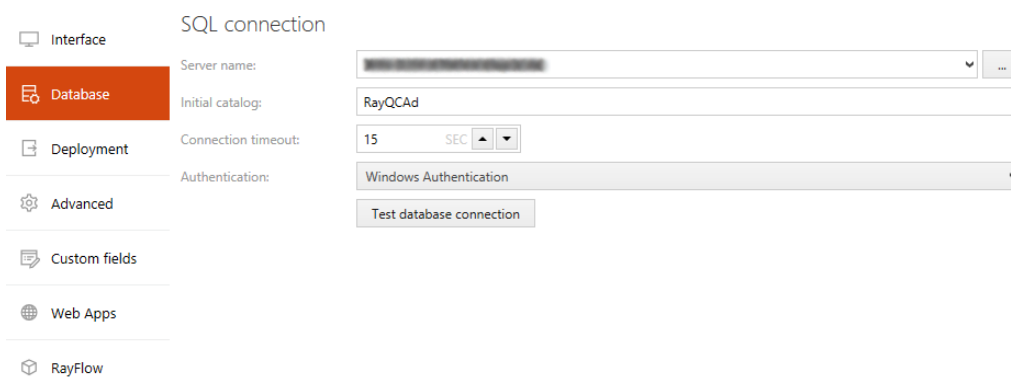 SQL connection
Interface
Database
Deployment
Advanced
Custom fields
Web Apps
RayFlow
Server name:
...
Initial catalog:
RayQCAd
Connection timeout:
15 SEC
Authentication:
Windows Authentication
Test database connection